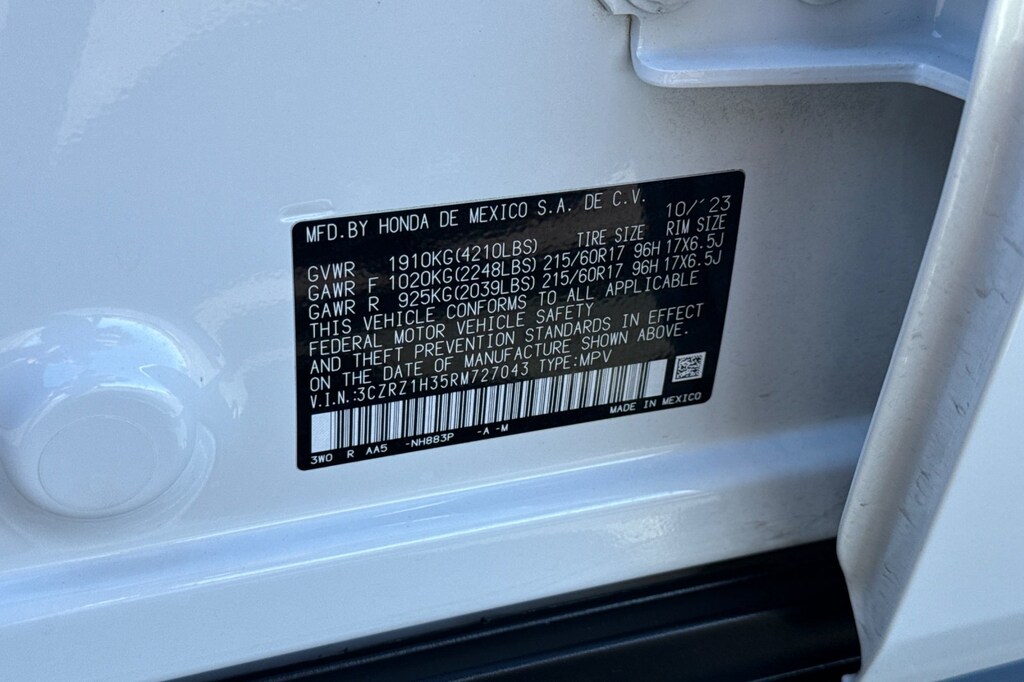 MFD.BY HONDA DE MEXICO S.A. DE C.V. 10/'23
GVWR 1910KG(4210LBS) TIRE SIZE RIM SIZE
GAWR F 1020KG(2248LBS) 215/60R17 96H 17X6.5J
GAWR R 925KG(2039LBS) 215/60R17 96H 17X6.5J
THIS VEHICLE CONFORMS TO ALL APPLICABLE
FEDERAL MOTOR VEHICLE SAFETY
AND THEFT PREVENTION STANDARDS IN EFFECT
ON THE DATE OF MANUFACTURE SHOWN ABOVE.
V.I.N.:3CZRZ1H35RM727043 TYPE:MPV
3W0 R AA5 -NH883P -A -M MADE IN MEXICO